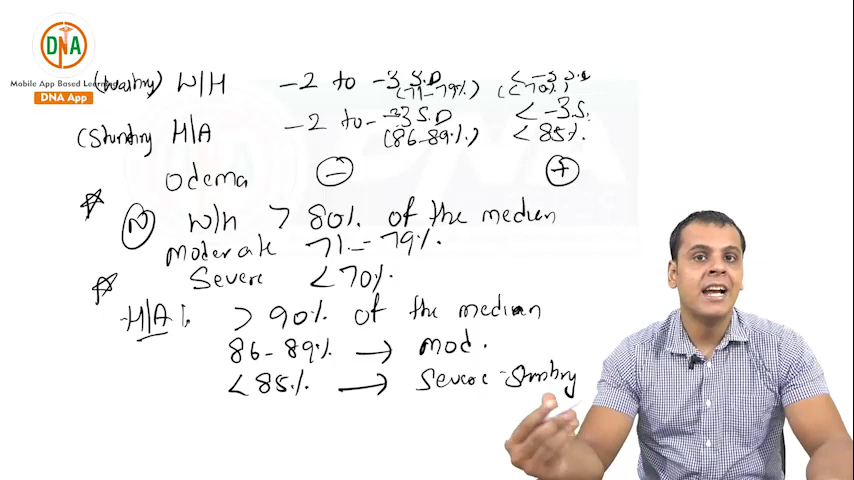 DNA
Mobile App Based Learning
DNA App
(Wasting) W/H -2 to -3 S.D < -3 S.D
(71-79%) (<70%)
(Stunting H/A -2 to -3 S.D < -3 S.
(86-89%) < 85%
Odema - +
N W/H > 80% of the median
Moderate 71-79%.
Severe < 70%.
H/A > 90% of the median
86-89% → mod.
< 85% → Severe Stunting